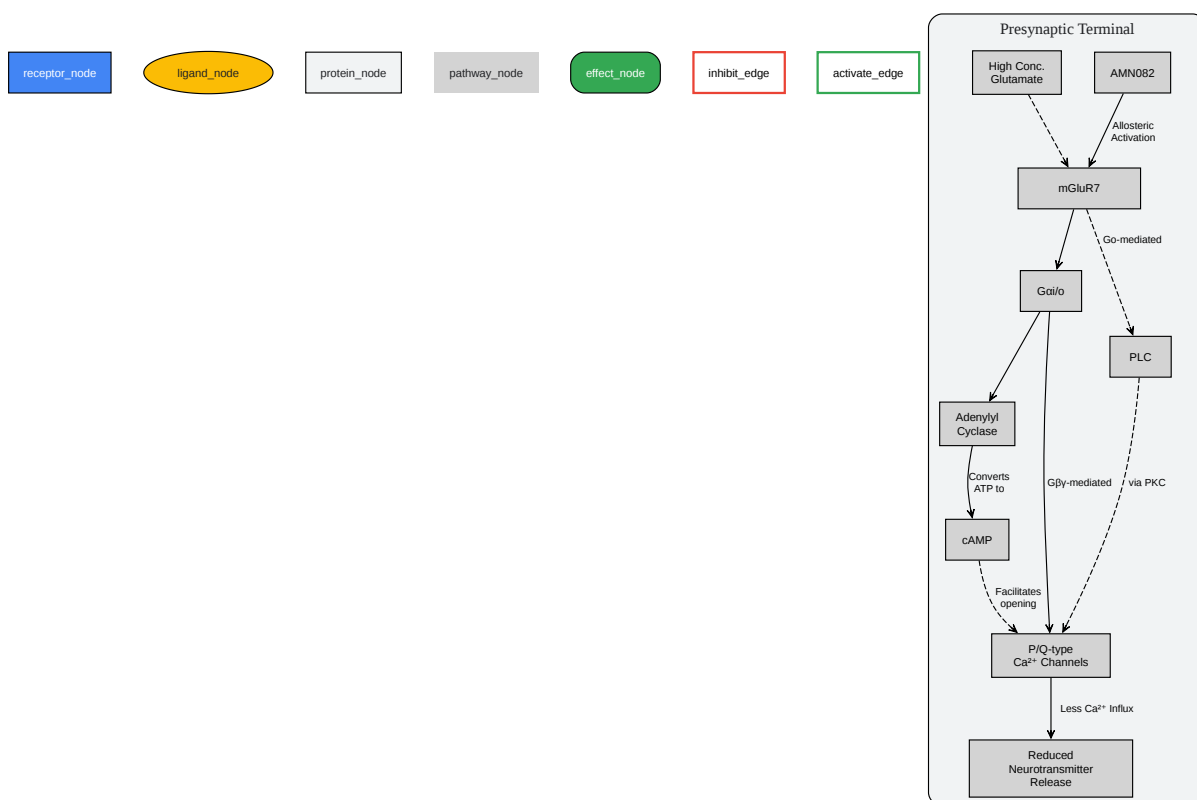 Presynaptic Terminal
receptor_node
ligand_node
protein_node
pathway_node
effect_node
inhibit_edge
activate_edge
High Conc.
Glutamate
AMN082
Allosteric
Activation
mGluR7
Go-mediated
Gαi/o
PLC
Adenylyl
Cyclase
Converts
ATP to
Gβγ-mediated
via PKC
cAMP
Facilitates
opening
P/Q-type
Ca²⁺ Channels
Less Ca²⁺ Influx
Reduced
Neurotransmitter
Release